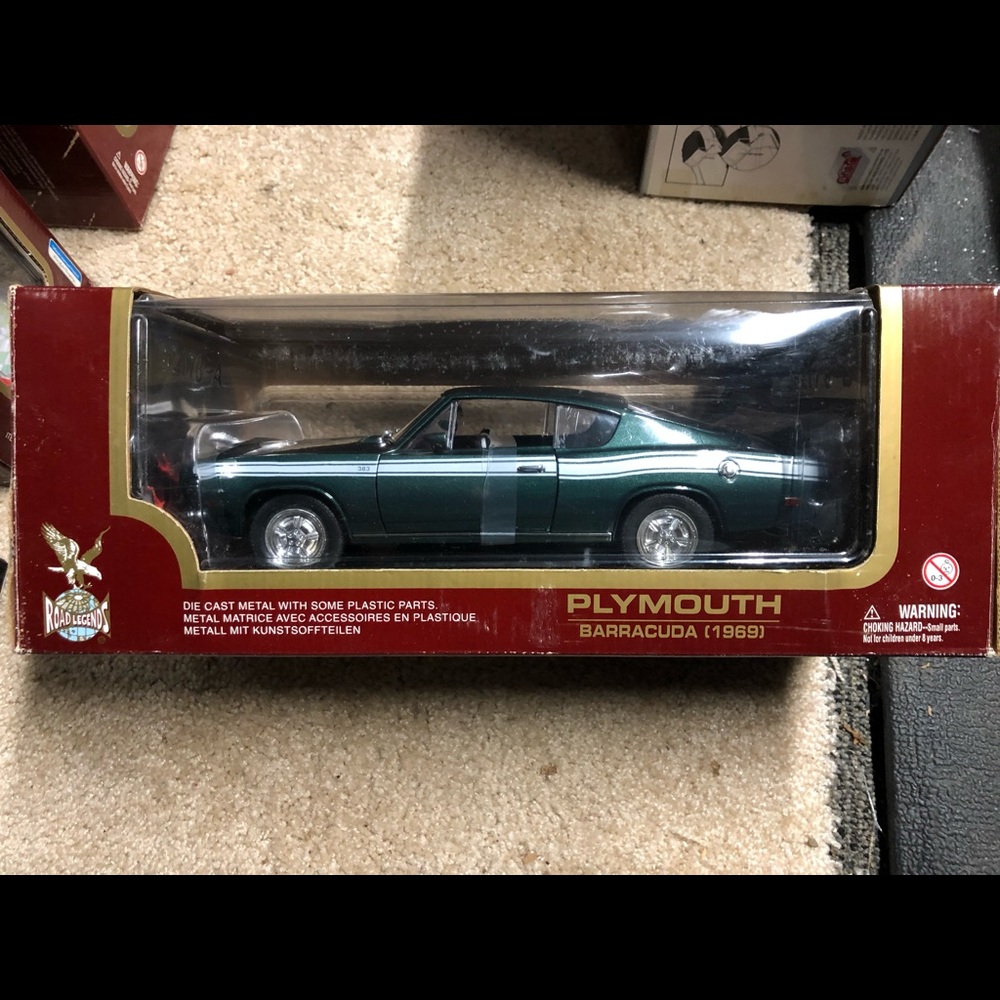 383
ROAD LEGENDS
DIE CAST METAL WITH SOME PLASTIC PARTS.
METAL MATRICE AVEC ACCESSOIRES EN PLASTIQUE
METALL MIT KUNSTSOFFTEILEN
PLYMOUTH
BARRACUDA (1969)
0-3
WARNING:
CHOKING HAZARD-Small parts.
Not for children under 8 years.